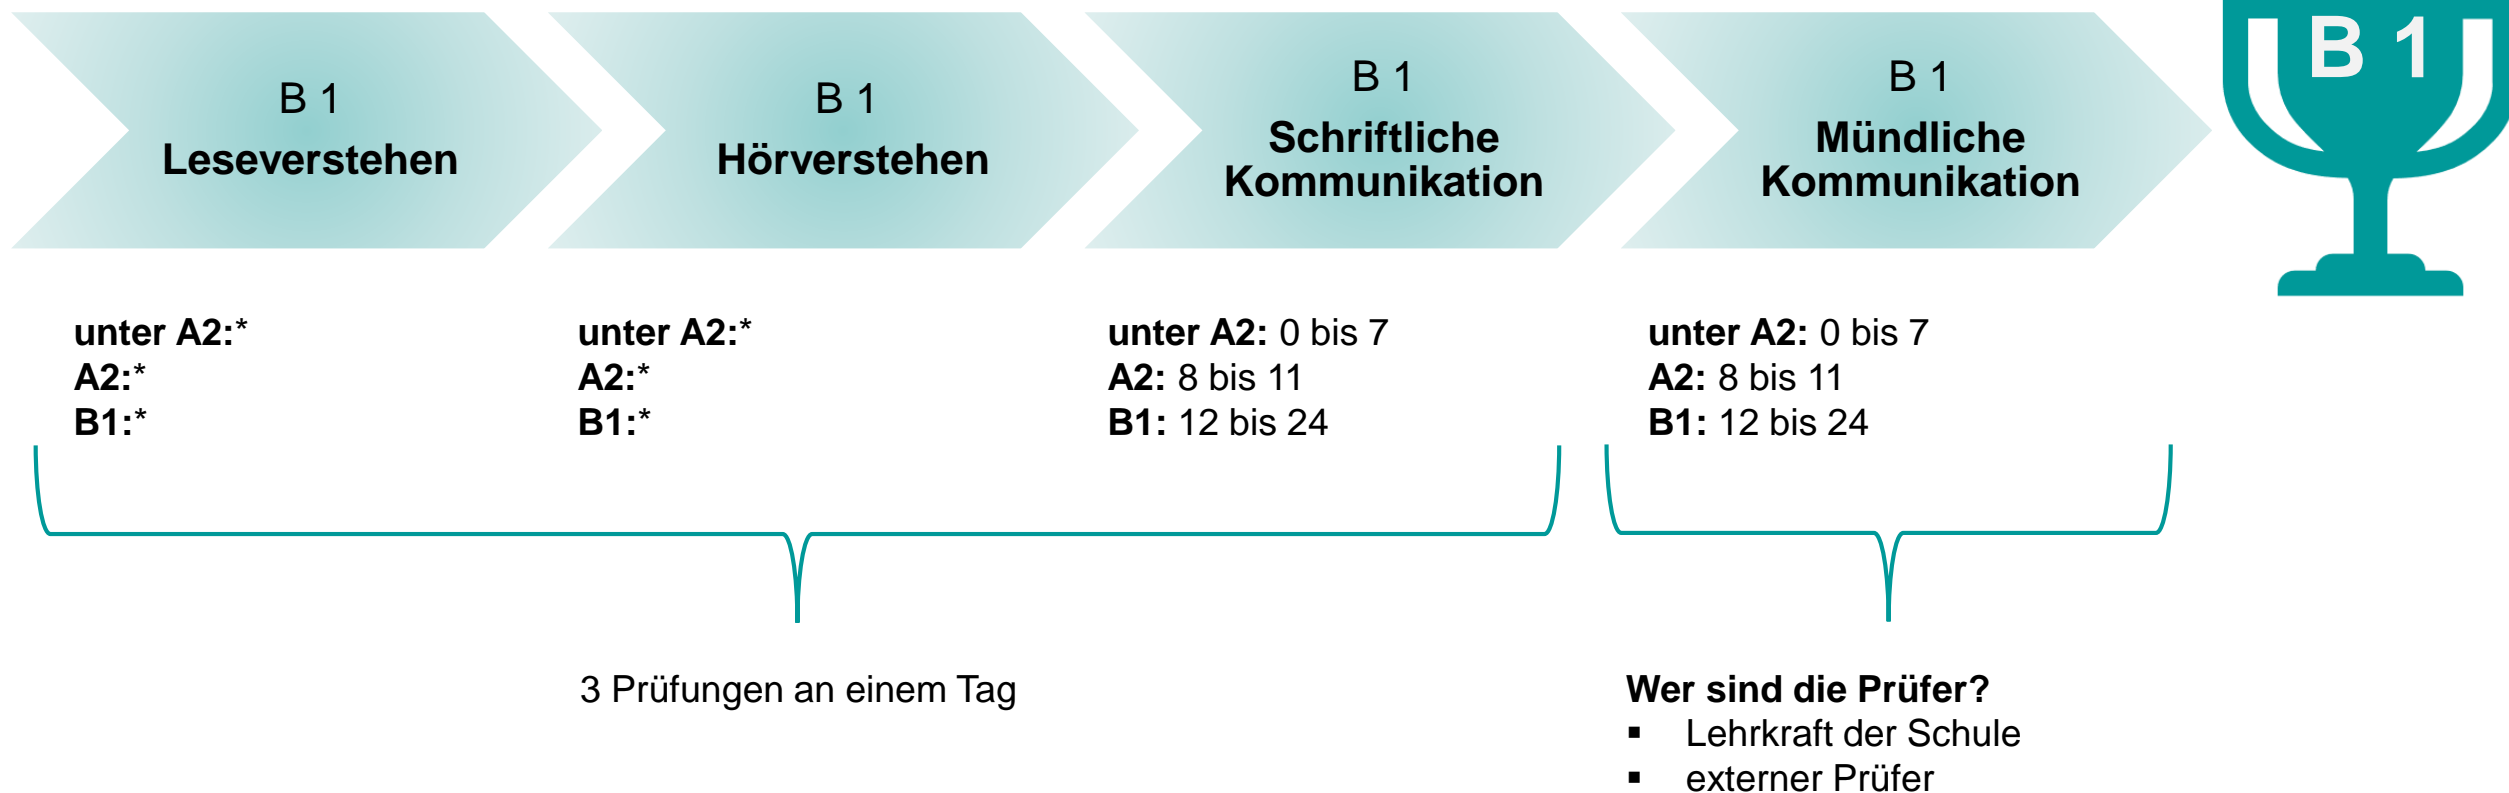 B 1
Leseverstehen
B 1
Hörverstehen
B 1
Schriftliche
Kommunikation
B 1
Mündliche
Kommunikation
B 1
unter A2:*
A2:*
B1:*
unter A2:*
A2:*
B1:*
unter A2: 0 bis 7
A2: 8 bis 11
B1: 12 bis 24
unter A2: 0 bis 7
A2: 8 bis 11
B1: 12 bis 24
3 Prüfungen an einem Tag
Wer sind die Prüfer?
▪ Lehrkraft der Schule
▪ externer Prüfer